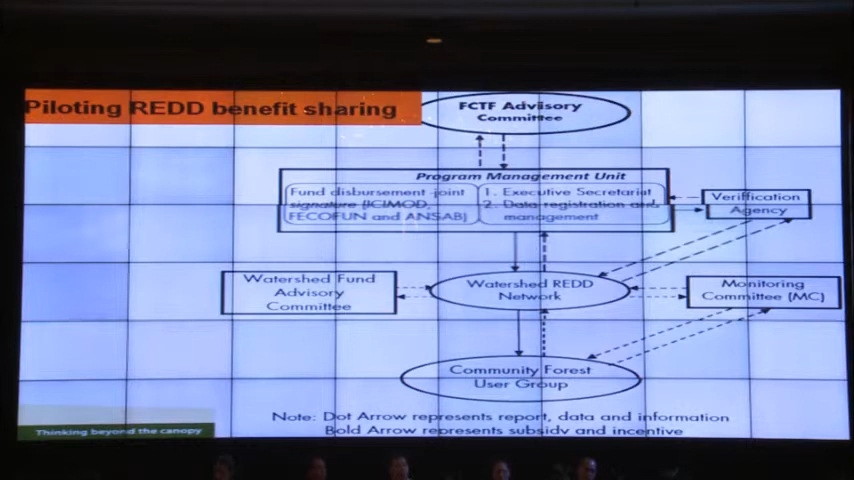 Piloting REDD benefit sharing
FCTF Advisory
Committee
Program Management Unit
Fund disbursement joint
signature (ICIMOD,
FECOFUN and ANSAB)
1. Executive Secretariat
2. Data registration and
management
Veriffication
Agency
Watershed Fund
Advisory
Committee
Watershed REDD
Network
Monitoring
Committee (MC)
Community Forest
User Group
Note: Dot Arrow represents report, data and information
Bold Arrow represents subsidy and incentive
Thinking beyond the canopy